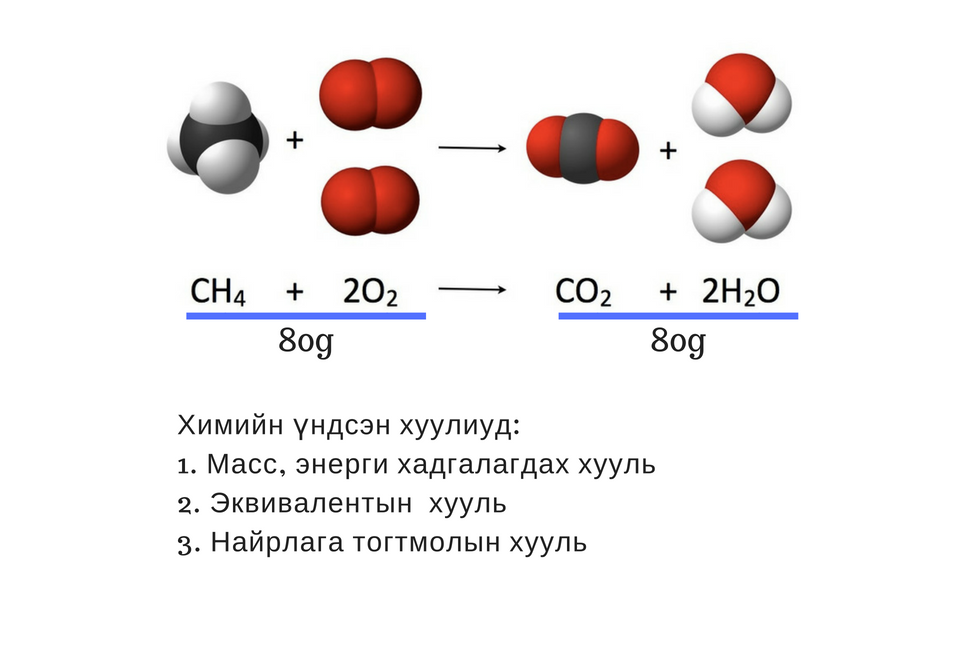 + → +
CH₄ + 2O₂ → CO₂ + 2H₂O
80g 80g
Химийн үндсэн хуулиуд:
1. Масс, энерги хадгалагдах хууль
2. Эквивалентын хууль
3. Найрлага тогтмолын хууль